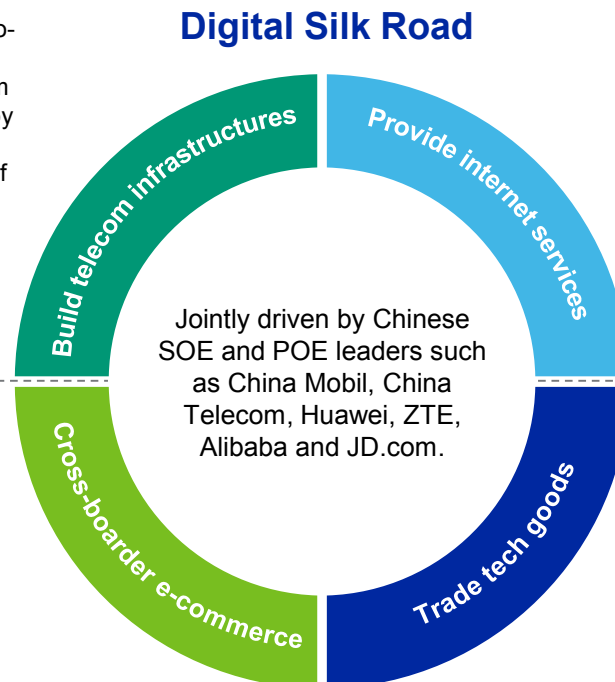 Digital Silk Road
o-
n
y
f
Build telecom infrastructures
Provide internet services
Jointly driven by Chinese
SOE and POE leaders such
as China Mobil, China
Telecom, Huawei, ZTE,
Alibaba and JD.com.
Cross-boarder e-commerce
Trade tech goods